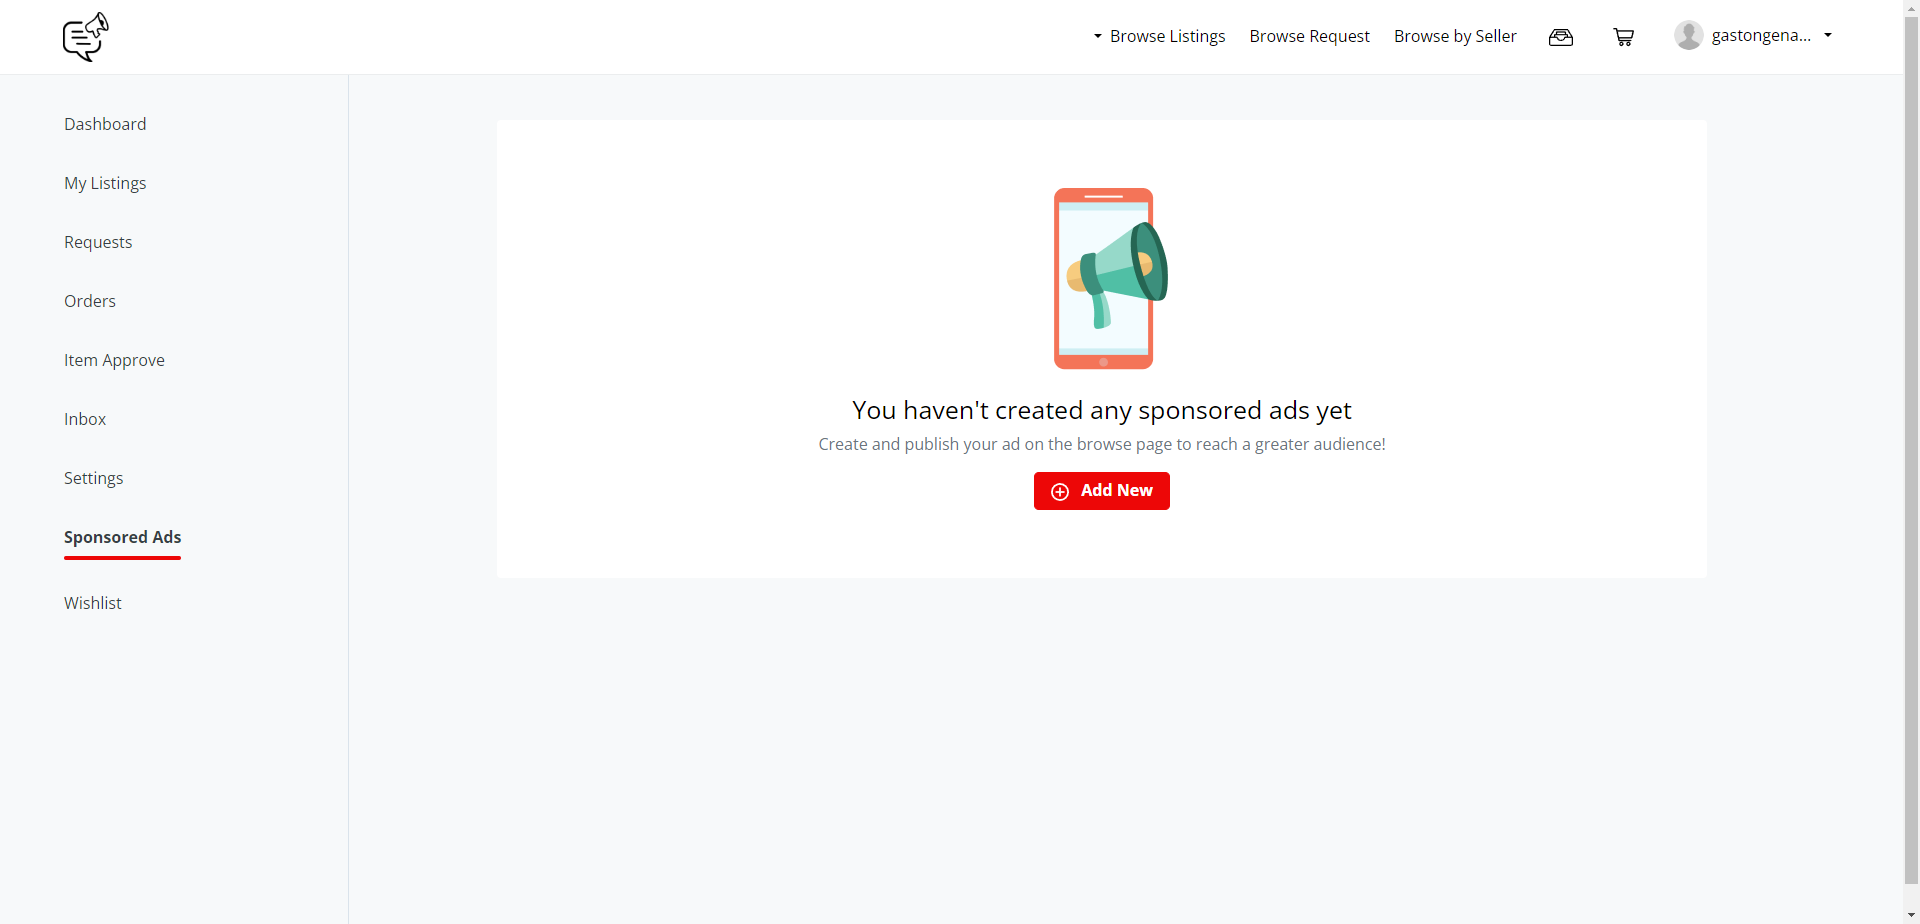 Browse Listings
Browse Request
Browse by Seller
gastongena...
Dashboard
My Listings
Requests
Orders
Item Approve
Inbox
Settings
Sponsored Ads
Wishlist
You haven't created any sponsored ads yet
Create and publish your ad on the browse page to reach a greater audience!
Add New